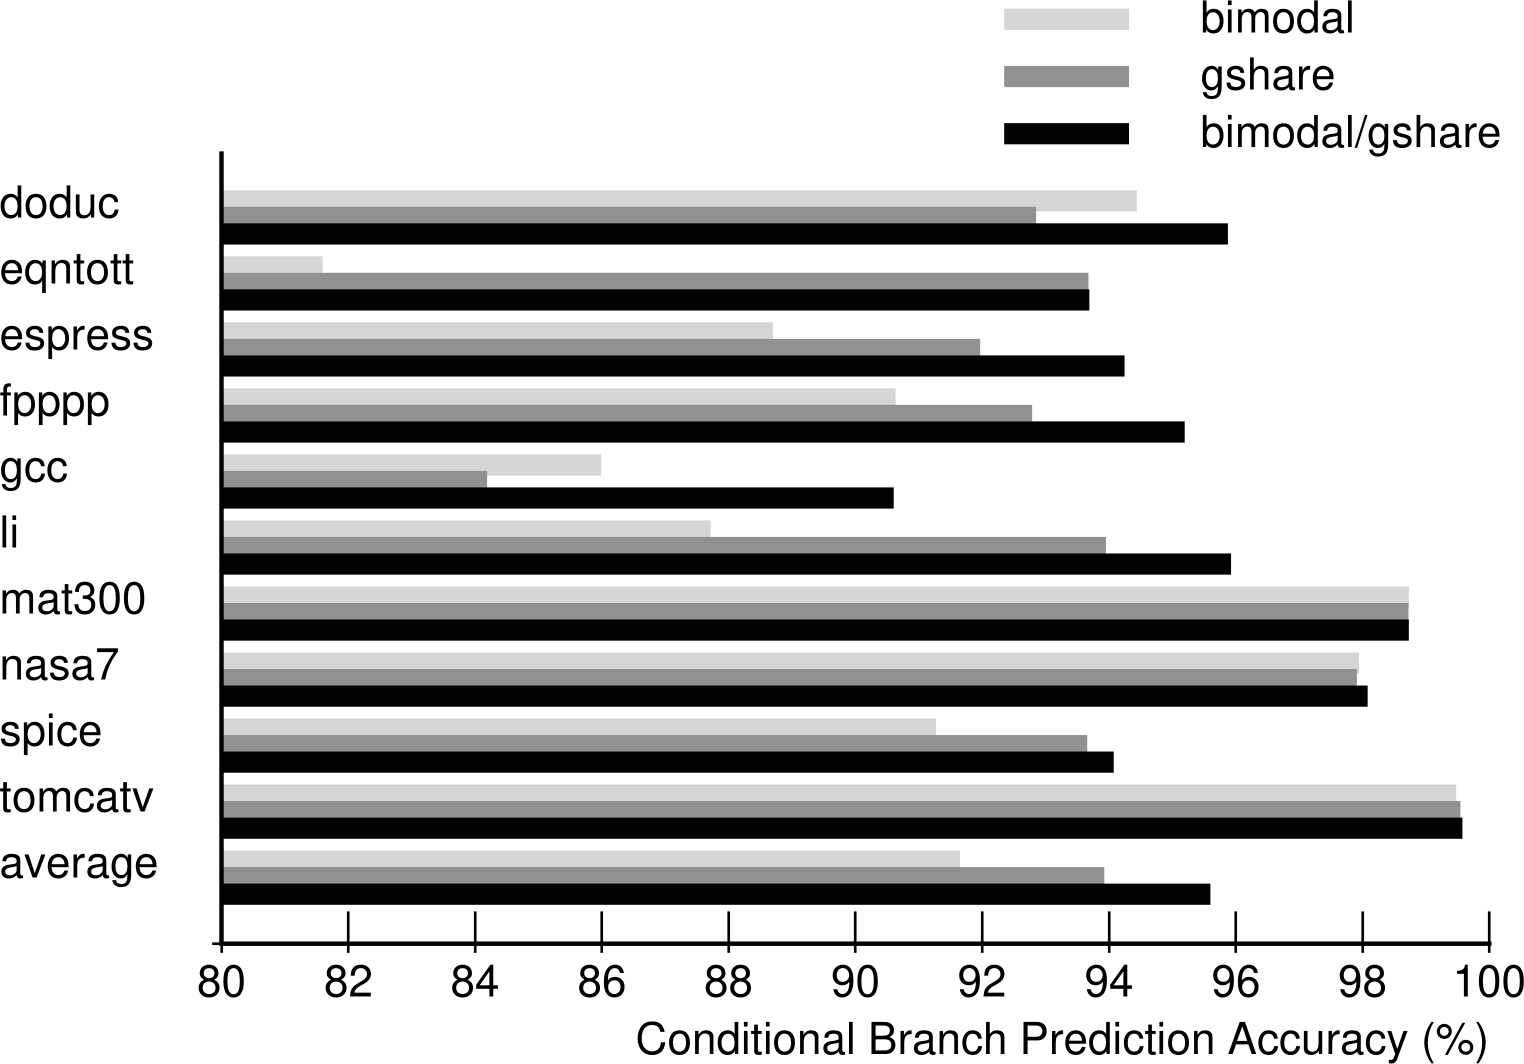 bimodal
gshare
bimodal/gshare
doduc
eqntott
espress
fpppp
gcc
li
mat300
nasa7
spice
tomcatv
average
80 82 84 86 88 90 92 94 96 98 100
Conditional Branch Prediction Accuracy (%)